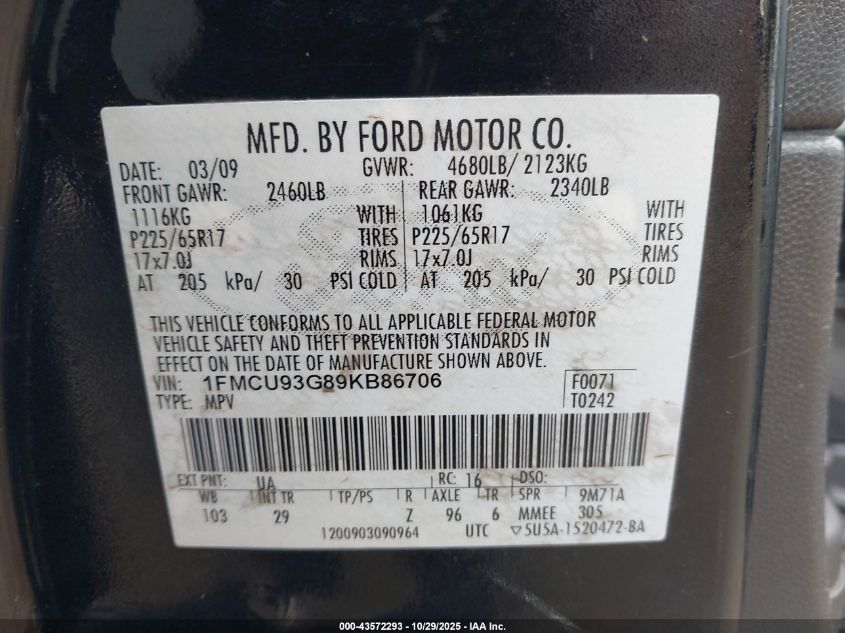 MFD. BY FORD MOTOR CO.
DATE: 03/09 GVWR: 4680LB/ 2123KG
FRONT GAWR: 2460LB REAR GAWR: 2340LB
1116KG WITH 1061KG WITH
P225/65R17 TIRES P225/65R17 TIRES
17x7.0J RIMS 17x7.0J RIMS
AT 205 kPa/ 30 PSI COLD AT 205 kPa/ 30 PSI COLD
THIS VEHICLE CONFORMS TO ALL APPLICABLE FEDERAL MOTOR
VEHICLE SAFETY AND THEFT PREVENTION STANDARDS IN
EFFECT ON THE DATE OF MANUFACTURE SHOWN ABOVE.
VIN: 1FMCU93G89KB86706 F0071
TYPE: MPV T0242
EXT PNT: UA RC: 16 DSO:
WB INT TR TP/PS R AXLE TR SPR 9M71A
103 29 Z 96 6 MMEE 305
1200903090964 UTC ▽5U5A-1520472-BA
000-43572293 - 10/29/2025 - IAA Inc.